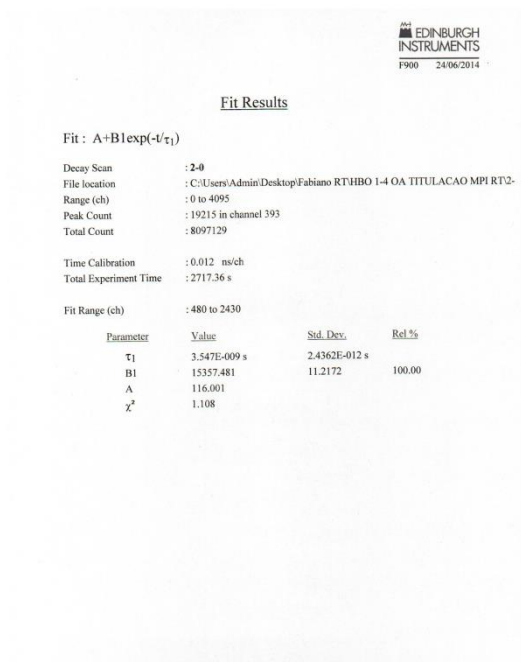 EDINBURGH
INSTRUMENTS
F900 24/06/2014
Fit Results
Fit : A+B1exp(-t/τ₁)
Decay Scan : 2-0
File location : C:\Users\Admin\Desktop\Fabiano RT\HBO 1-4 OA TITULACAO MPI RT\2-
Range (ch) : 0 to 4095
Peak Count : 19215 in channel 393
Total Count : 8097129
Time Calibration : 0.012 ns/ch
Total Experiment Time : 2717.36 s
Fit Range (ch) : 480 to 2430
Parameter Value Std. Dev. Rel %
τ₁ 3.547E-009 s 2.4362E-012 s
B1 15357.481 11.2172 100.00
A 116.001
χ² 1.108